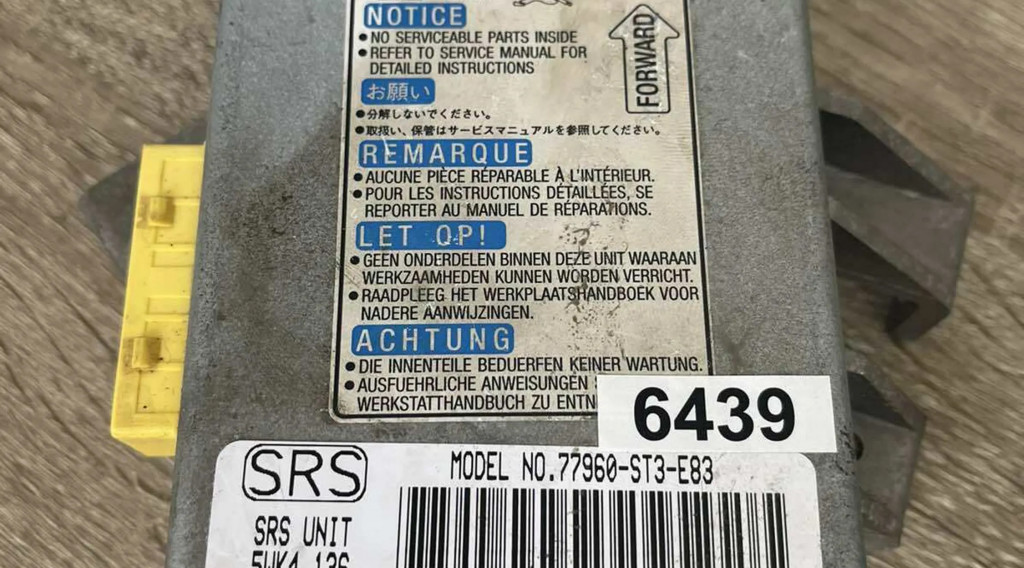 NOTICE
● NO SERVICEABLE PARTS INSIDE
● REFER TO SERVICE MANUAL FOR
DETAILED INSTRUCTIONS
FORWARD
お願い
●分解しないでください。
●取扱い、保管はサービスマニュアルを参照してください。
REMARQUE
● AUCUNE PIÈCE RÉPARABLE À L'INTÉRIEUR.
● POUR LES INSTRUCTIONS DÉTAILLÉES, SE
REPORTER AU MANUEL DE RÉPARATIONS.
LET OP!
● GEEN ONDERDELEN BINNEN DEZE UNIT WAARAAN
WERKZAAMHEDEN KUNNEN WORDEN VERRICHT.
● RAADPLEEG HET WERKPLAATSHANDBOEK VOOR
NADERE AANWIJZINGEN.
ACHTUNG
● DIE INNENTEILE BEDUERFEN KEINER WARTUNG.
● AUSFUEHRLICHE ANWEISUNGEN
WERKSTATTHANDBUCH ZU ENTN
6439
SRS
MODEL NO.77960-ST3-E83
SRS UNIT
5WK4 136